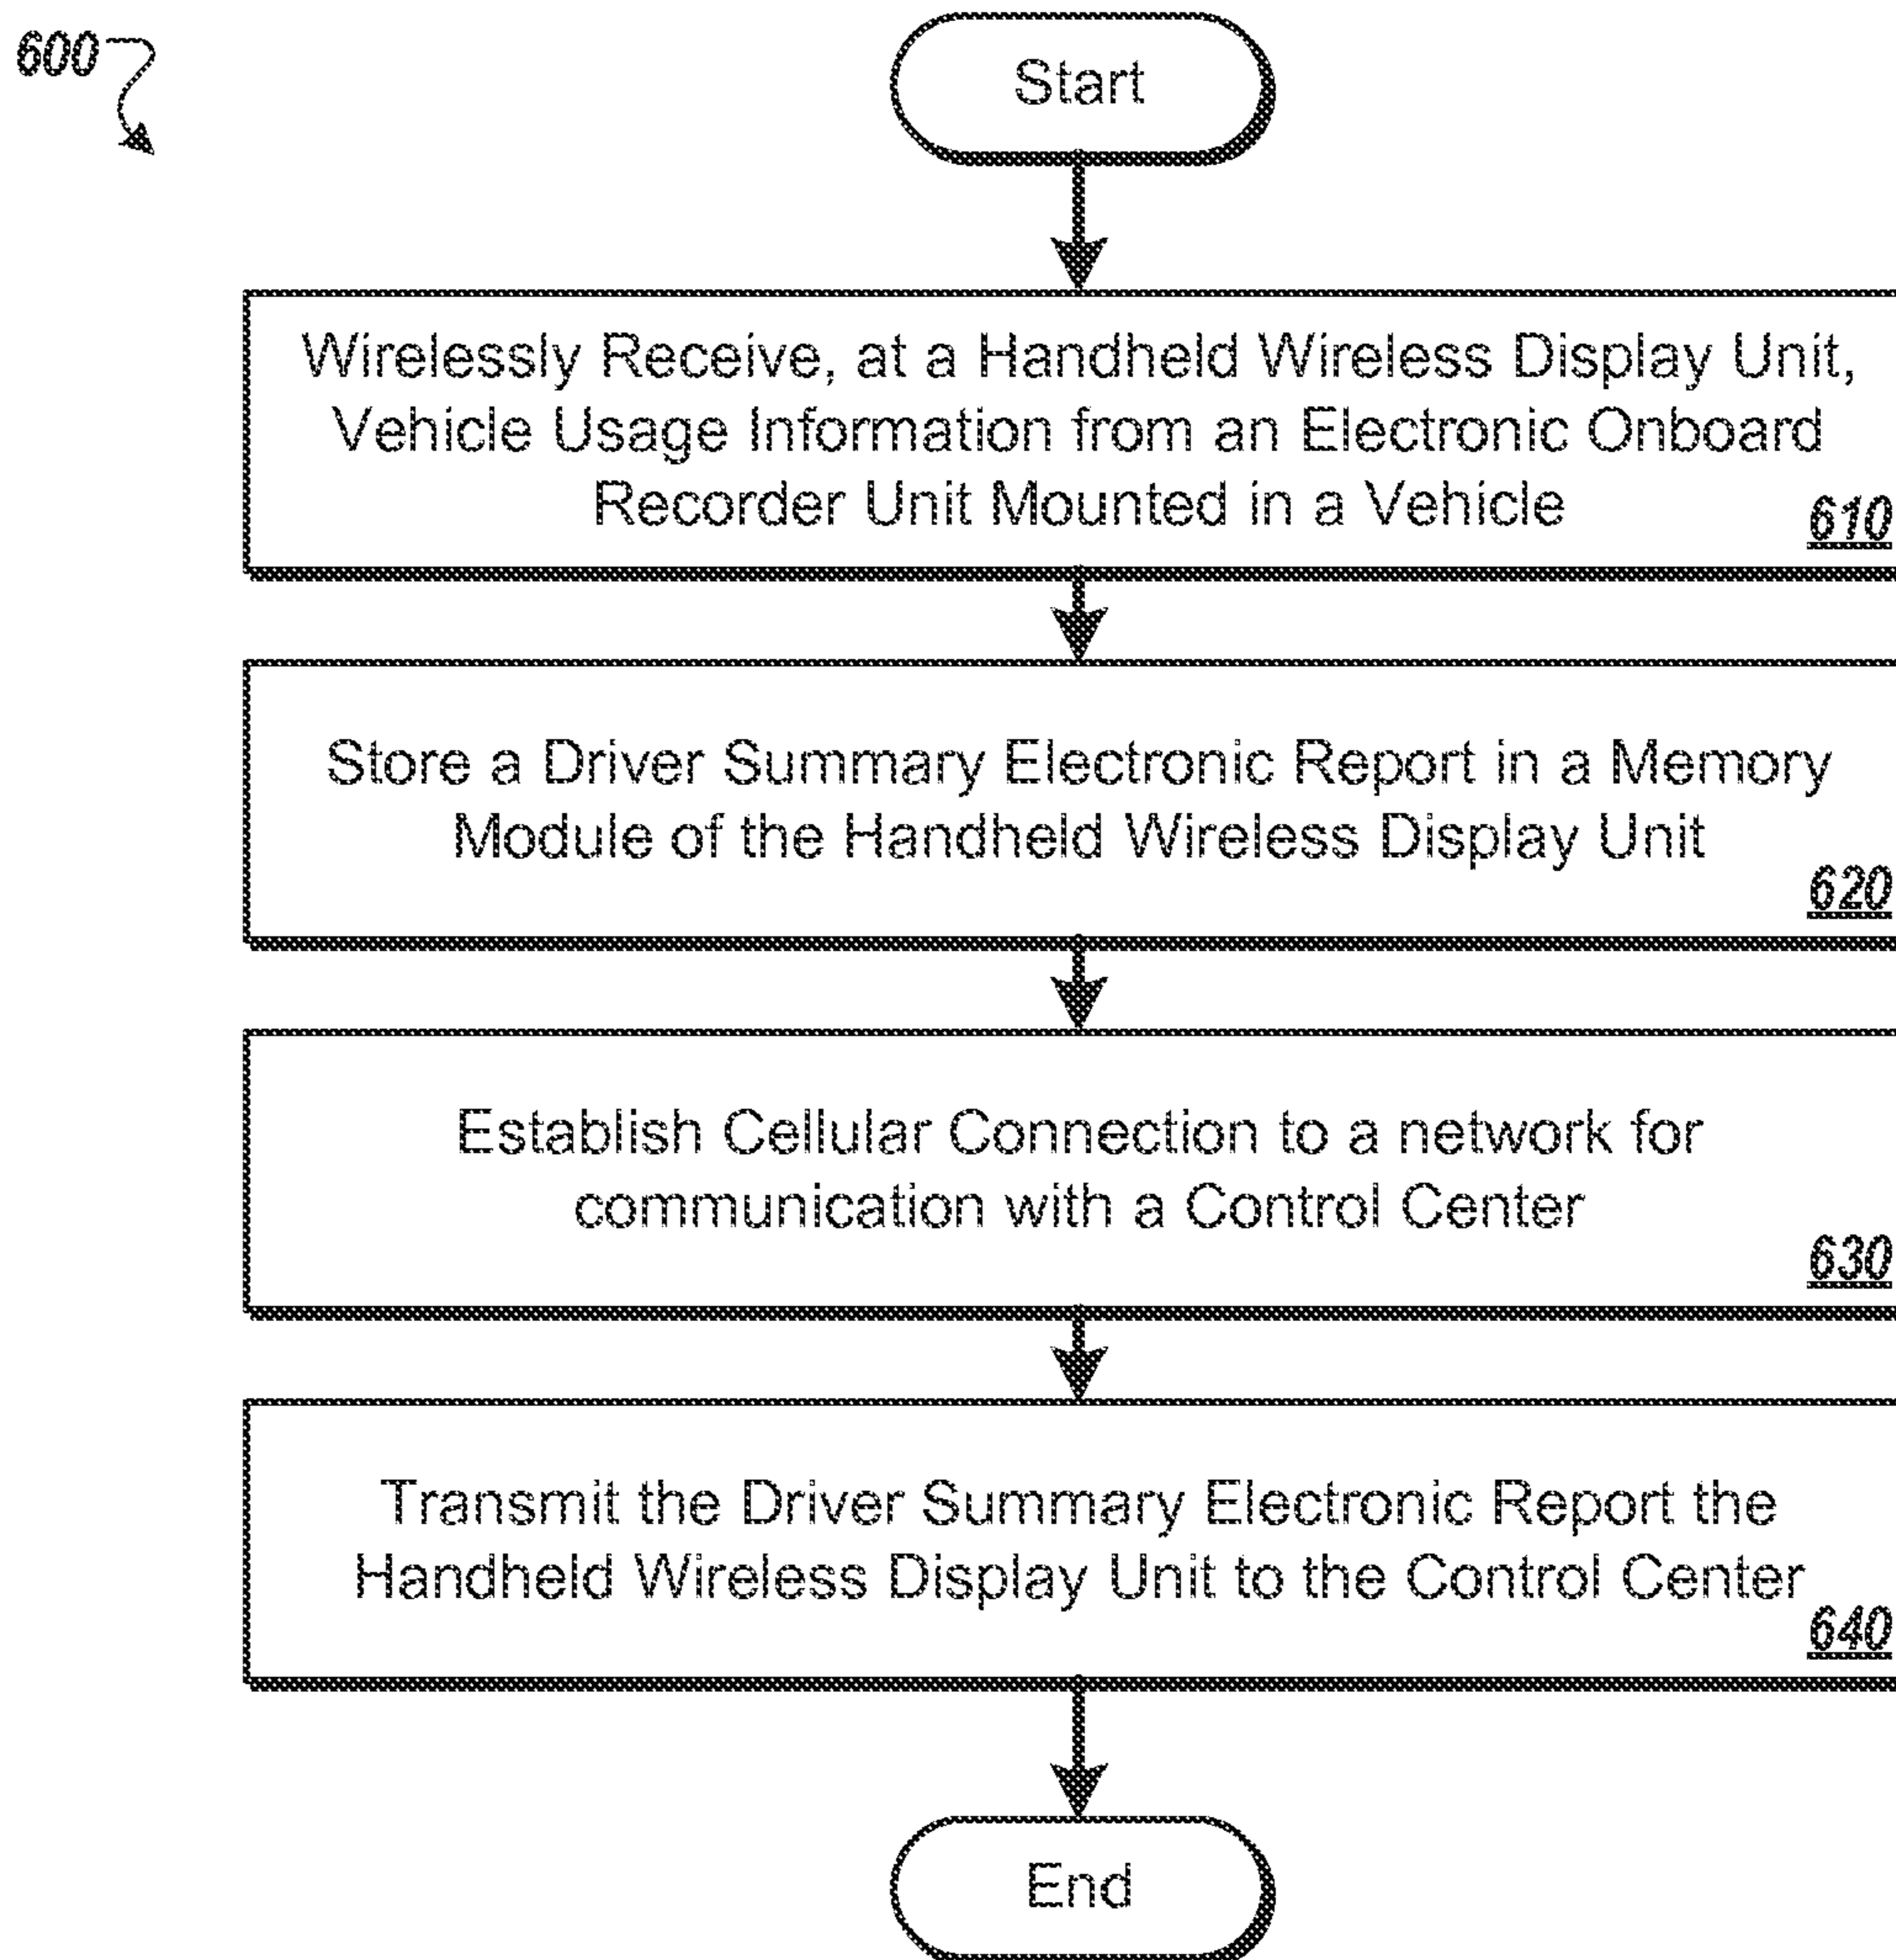 600
Start
Wirelessly Receive, at a Handheld Wireless Display Unit,
Vehicle Usage Information from an Electronic Onboard
Recorder Unit Mounted in a Vehicle
610
Store a Driver Summary Electronic Report in a Memory
Module of the Handheld Wireless Display Unit
620
Establish Cellular Connection to a network for
communication with a Control Center
630
Transmit the Driver Summary Electronic Report the
Handheld Wireless Display Unit to the Control Center
640
End